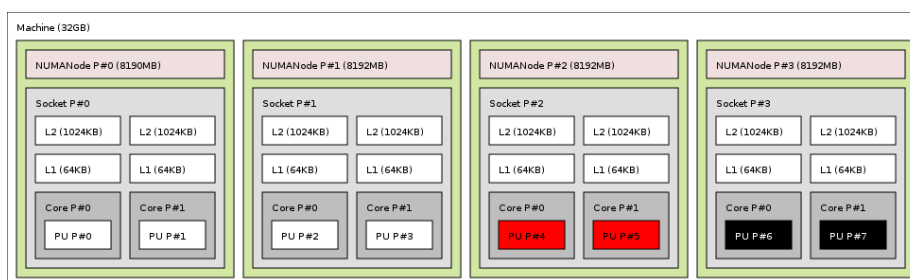 Machine (32GB)
NUMANode P#0 (8190MB)
Socket P#0
L2 (1024KB) L2 (1024KB)
L1 (64KB) L1 (64KB)
Core P#0 Core P#1
PU P#0 PU P#1
NUMANode P#1 (8192MB)
Socket P#1
L2 (1024KB) L2 (1024KB)
L1 (64KB) L1 (64KB)
Core P#0 Core P#1
PU P#2 PU P#3
NUMANode P#2 (8192MB)
Socket P#2
L2 (1024KB) L2 (1024KB)
L1 (64KB) L1 (64KB)
Core P#0 Core P#1
PU P#4 PU P#5
NUMANode P#3 (8192MB)
Socket P#3
L2 (1024KB) L2 (1024KB)
L1 (64KB) L1 (64KB)
Core P#0 Core P#1
PU P#6 PU P#7